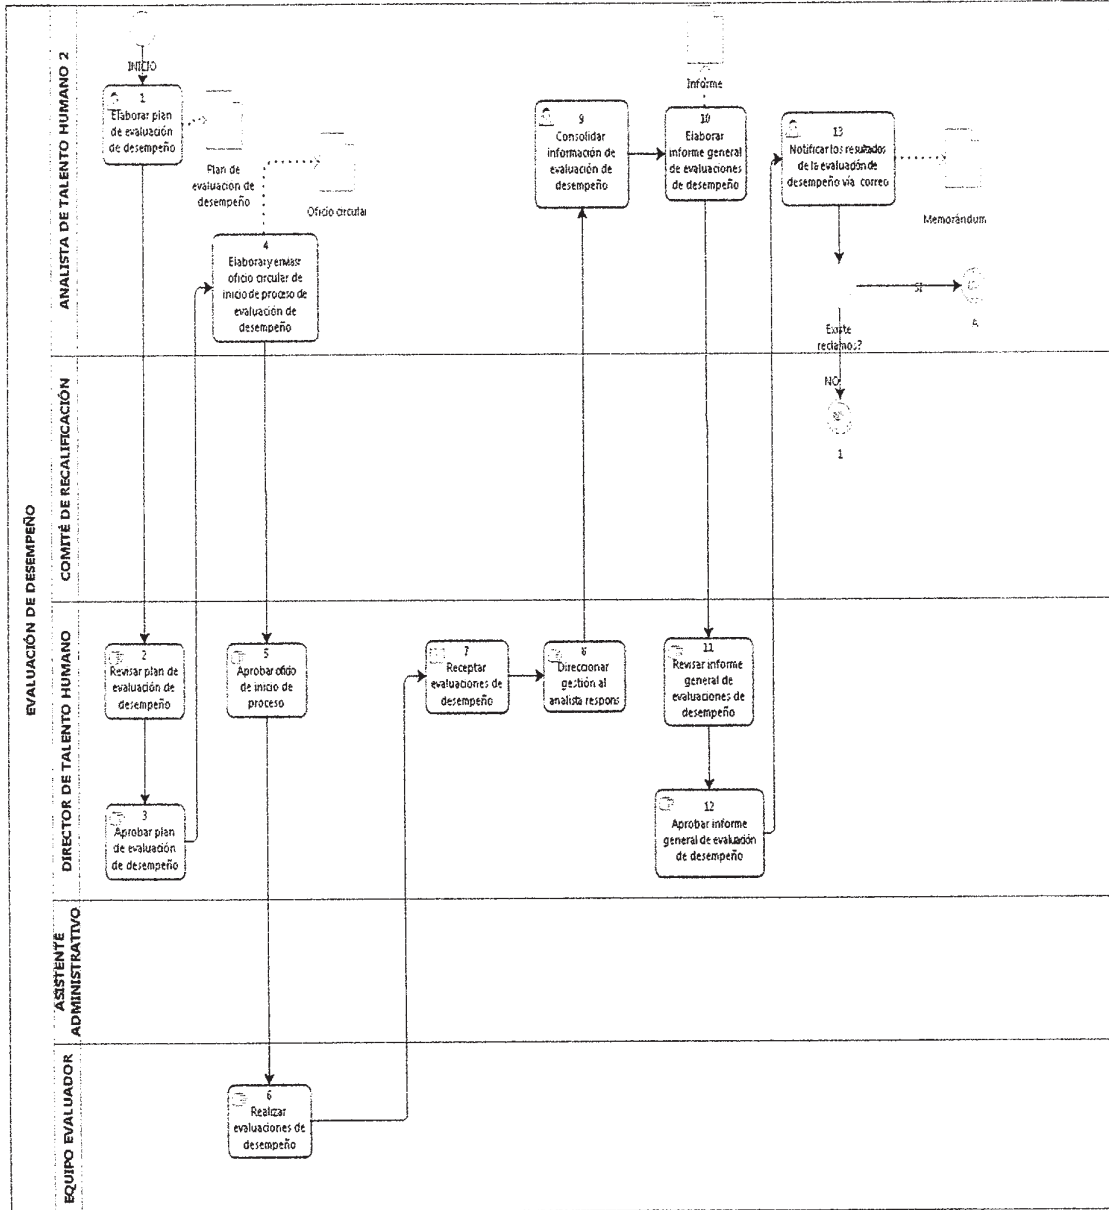 EVALUACIÓN DE DESEMPEÑO
ANALISTA DE TALENTO HUMANO 2
INICIO
1
Elaborar plan
de evaluación
de desempeño
Plan de
evaluacion de
desempeño
Oficio circular
4
Elaborar y enviar
oficio circular de
inicio de proceso de
evaluación de
desempeño
9
Consolidar
información de
evaluación de
desempeño
Informe
10
Elaborar
informe general
de evaluaciones
de desempeño
13
Notificar los resultados
de la evaluación de
desempeño vía correo
Memorándum
Existe
reclamos?
SI
A
NO
1
COMITÉ DE RECALIFICACIÓN
DIRECTOR DE TALENTO HUMANO
2
Revisar plan de
evaluación de
desempeño
3
Aprobar plan
de evaluación
de desempeño
5
Aprobar oficio
de inicio de
proceso
7
Receptar
evaluaciones de
desempeño
8
Direccionar
gestión al
analista respons
11
Revisar informe
general de
evaluaciones de
desempeño
12
Aprobar informe
general de evaluación
de desempeño
ASISTENTE
ADMINISTRATIVO
EQUIPO EVALUADOR
6
Realizar
evaluaciones de
desempeño